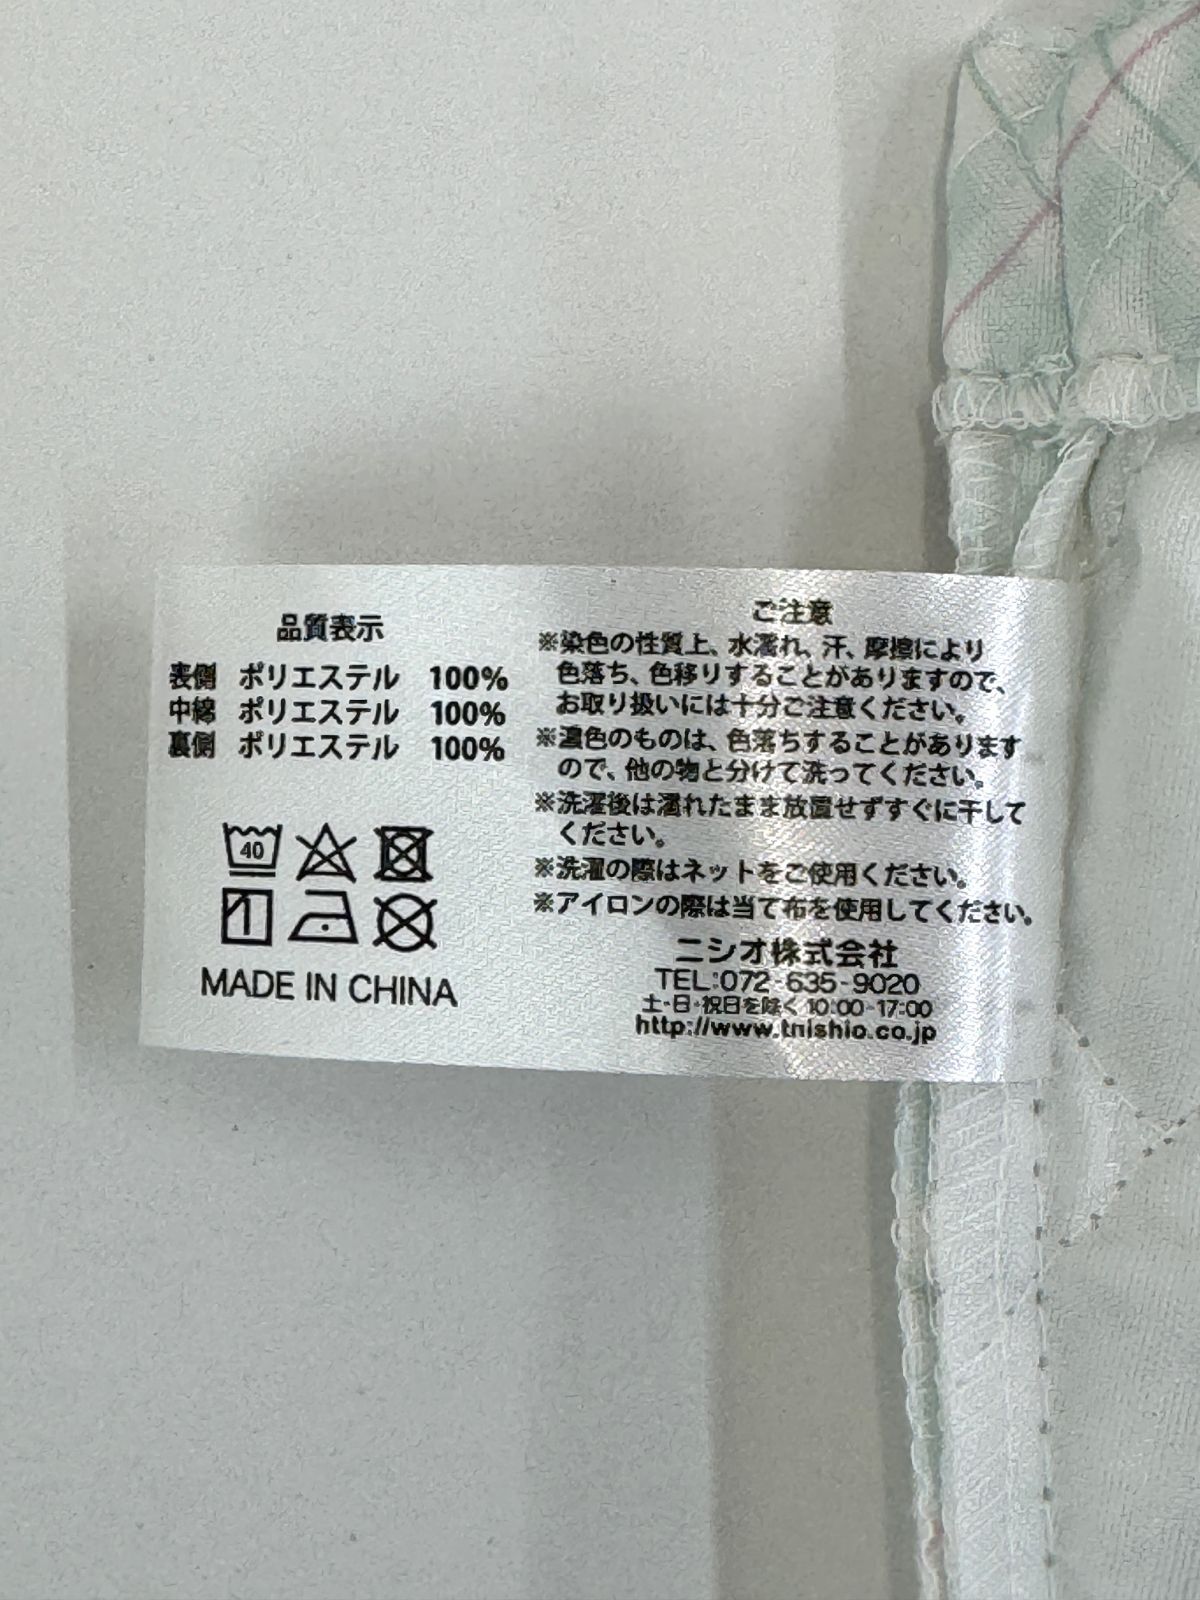 品質表示
表側 ポリエステル 100%
中綿 ポリエステル 100%
裏側 ポリエステル 100%
40
MADE IN CHINA
ご注意
※染色の性質上、水濡れ、汗、摩擦により
色落ち、色移りすることがありますので、
お取り扱いには十分ご注意ください。
※濃色のものは、色落ちすることがあります
ので、他の物と分けて洗ってください。
※洗濯後は濡れたまま放置せずすぐに干して
ください。
※洗濯の際はネットをご使用ください。
※アイロンの際は当て布を使用してください。
ニシオ株式会社
TEL:072-635-9020
土・日・祝日を除く 10:00-17:00
http://www.tnishio.co.jp